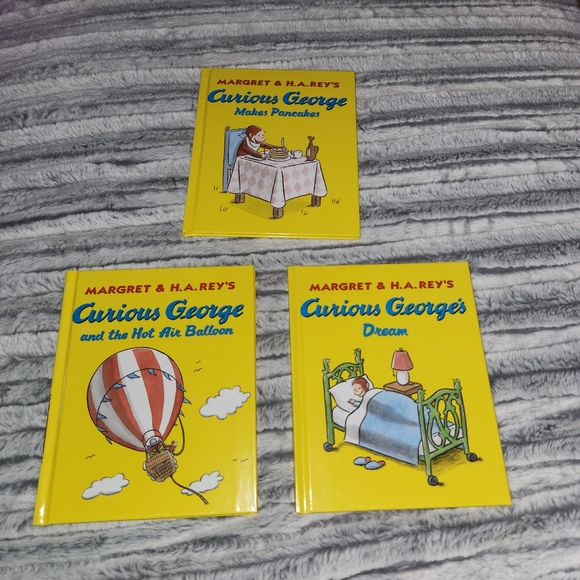 MARGRET & H.A.REY'S
Curious George
Makes Pancakes
MARGRET & H.A.REY'S
Curious George
and the Hot Air Balloon
MARGRET & H.A.REY'S
Curious George's
Dream